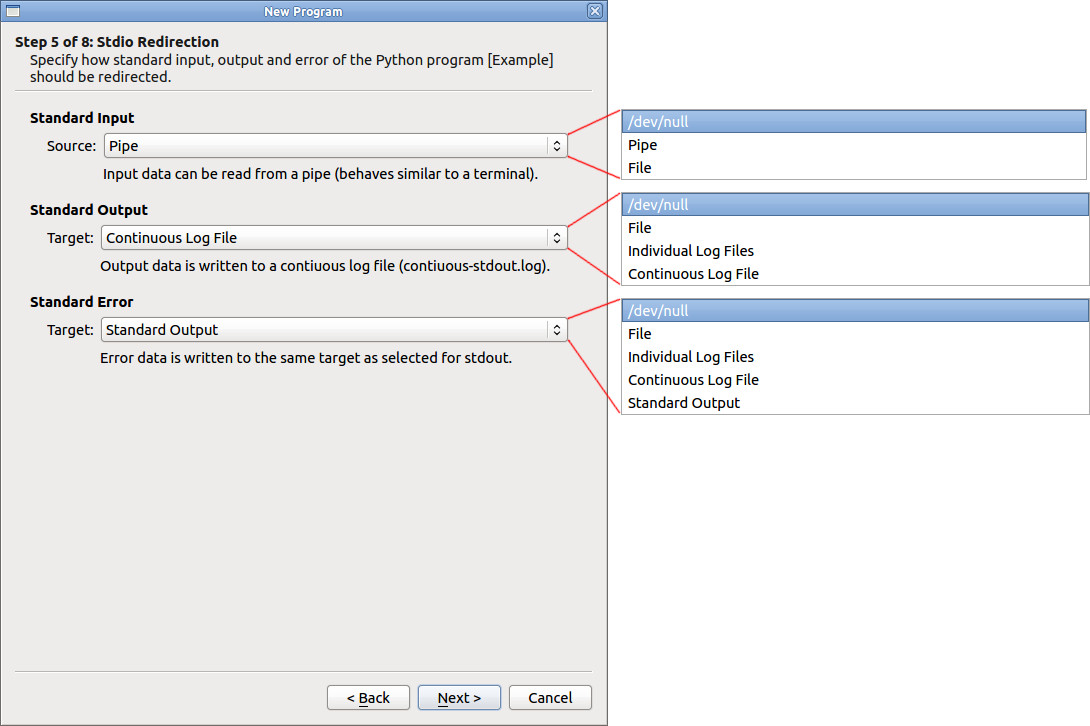 New Program
Step 5 of 8: Stdio Redirection
Specify how standard input, output and error of the Python program [Example]
should be redirected.
Standard Input
Source: Pipe
Input data can be read from a pipe (behaves similar to a terminal).
Standard Output
Target: Continuous Log File
Output data is written to a contiuous log file (contiuous-stdout.log).
Standard Error
Target: Standard Output
Error data is written to the same target as selected for stdout.
< Back
Next >
Cancel
/dev/null
Pipe
File
/dev/null
File
Individual Log Files
Continuous Log File
/dev/null
File
Individual Log Files
Continuous Log File
Standard Output